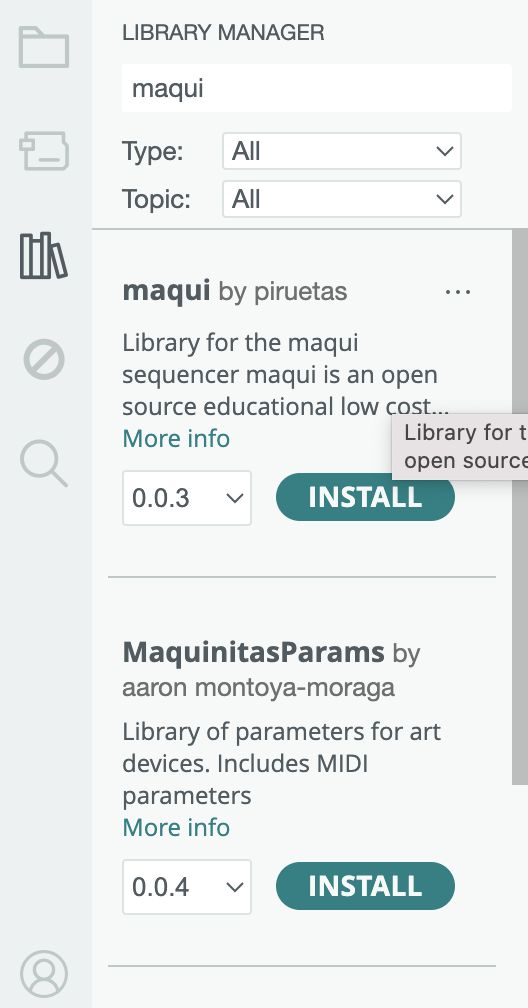 LIBRARY MANAGER
maqui
Type: All
Topic: All
maqui by piruetas ...
Library for the maqui
sequencer maqui is an open
source educational low cost...
More info
Library for t
open source
0.0.3 INSTALL
MaquinitasParams by
aaron montoya-moraga
Library of parameters for art
devices. Includes MIDI
parameters
More info
0.0.4 INSTALL